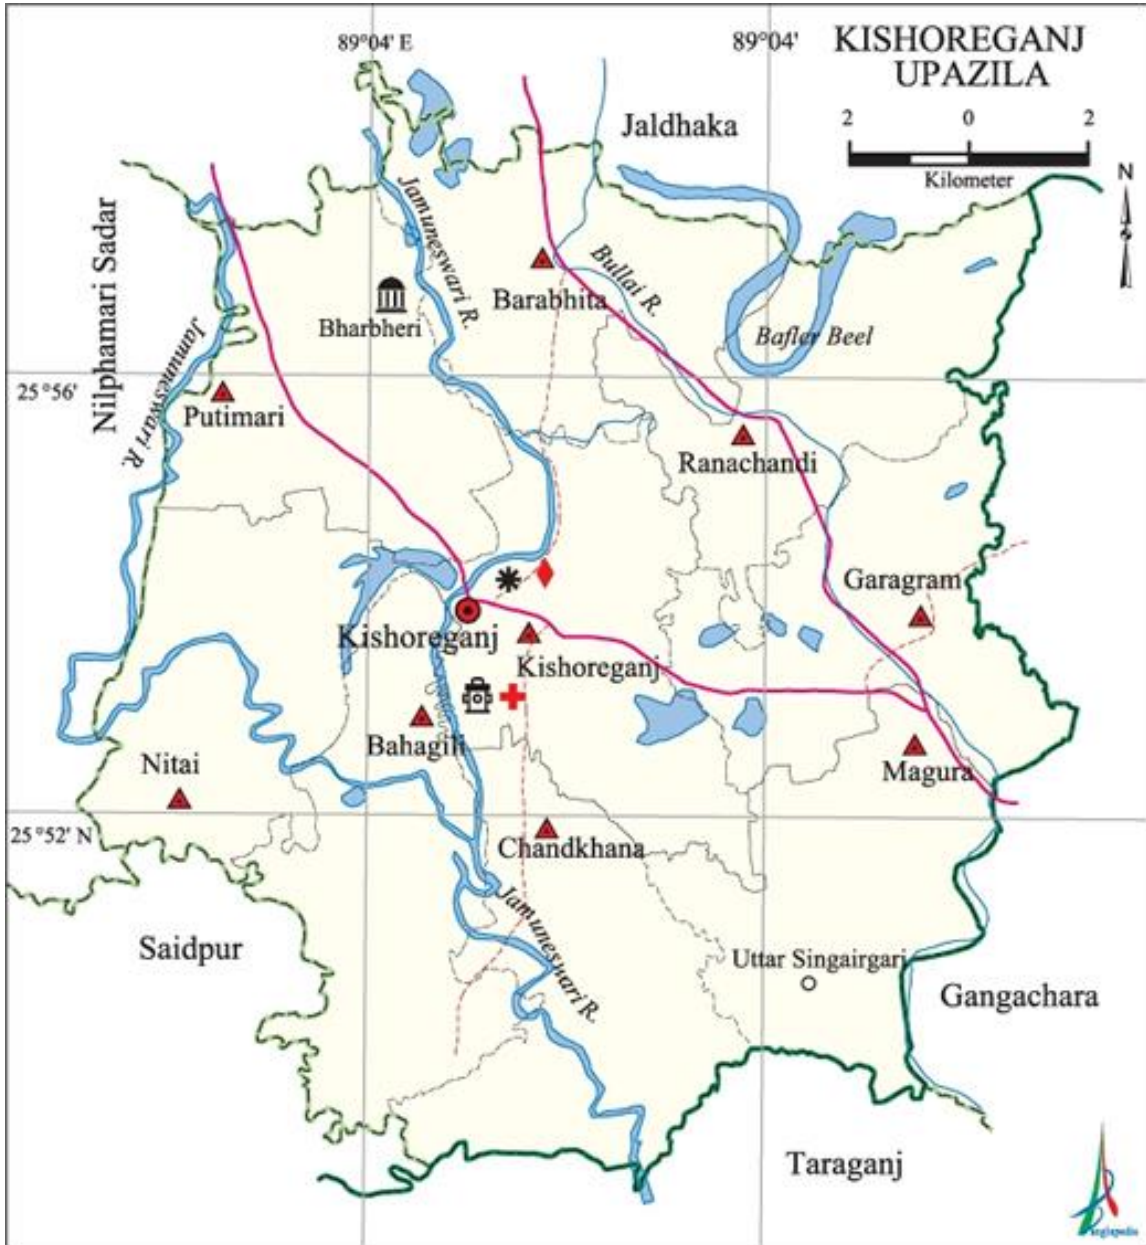 89°04' E
89°04'
KISHOREGANJ
UPAZILA
2 0 2
Kilometer
N
Jaldhaka
Nilphamari Sadar
Jamuneswari R.
Barabhita
Bullai R.
Bharbheri
Bafler Beel
25°56'
Putimari
Jamuneswari R.
Ranachandi
Garagram
Kishoreganj
Kishoreganj
Bahagili
Nitai
Magura
25°52' N
Chandkhana
Jamuneswari R.
Saidpur
Uttar Singairgari
Gangachara
Taraganj